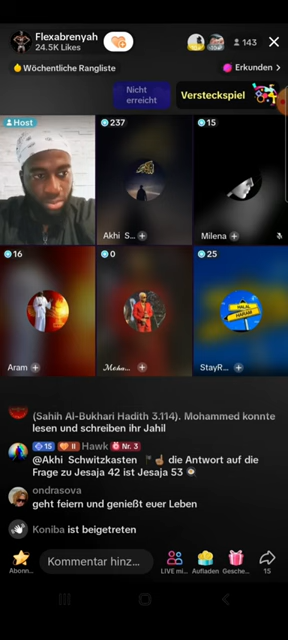 Flexabrenyah
24.5K Likes
143
Wöchentliche Rangliste
Erkunden >
Nicht
erreicht
Versteckspiel
Host
237
15
Akhi S...
Milena
16
0
25
HALAL
HARAM
Aram
StayR...
(Sahih Al-Bukhari Hadith 3.114). Mohammed konnte
lesen und schreiben ihr Jahil
15 II Hawk Nr. 3
@Akhi Schwitzkasten 🏴☝🏽 die Antwort auf die
Frage zu Jesaja 42 ist Jesaja 53
ondrasova
geht feiern und genießt euer Leben
Koniba ist beigetreten
Abonn...
Kommentar hinz...
LIVE mi...
Aufladen
Gesche...
15